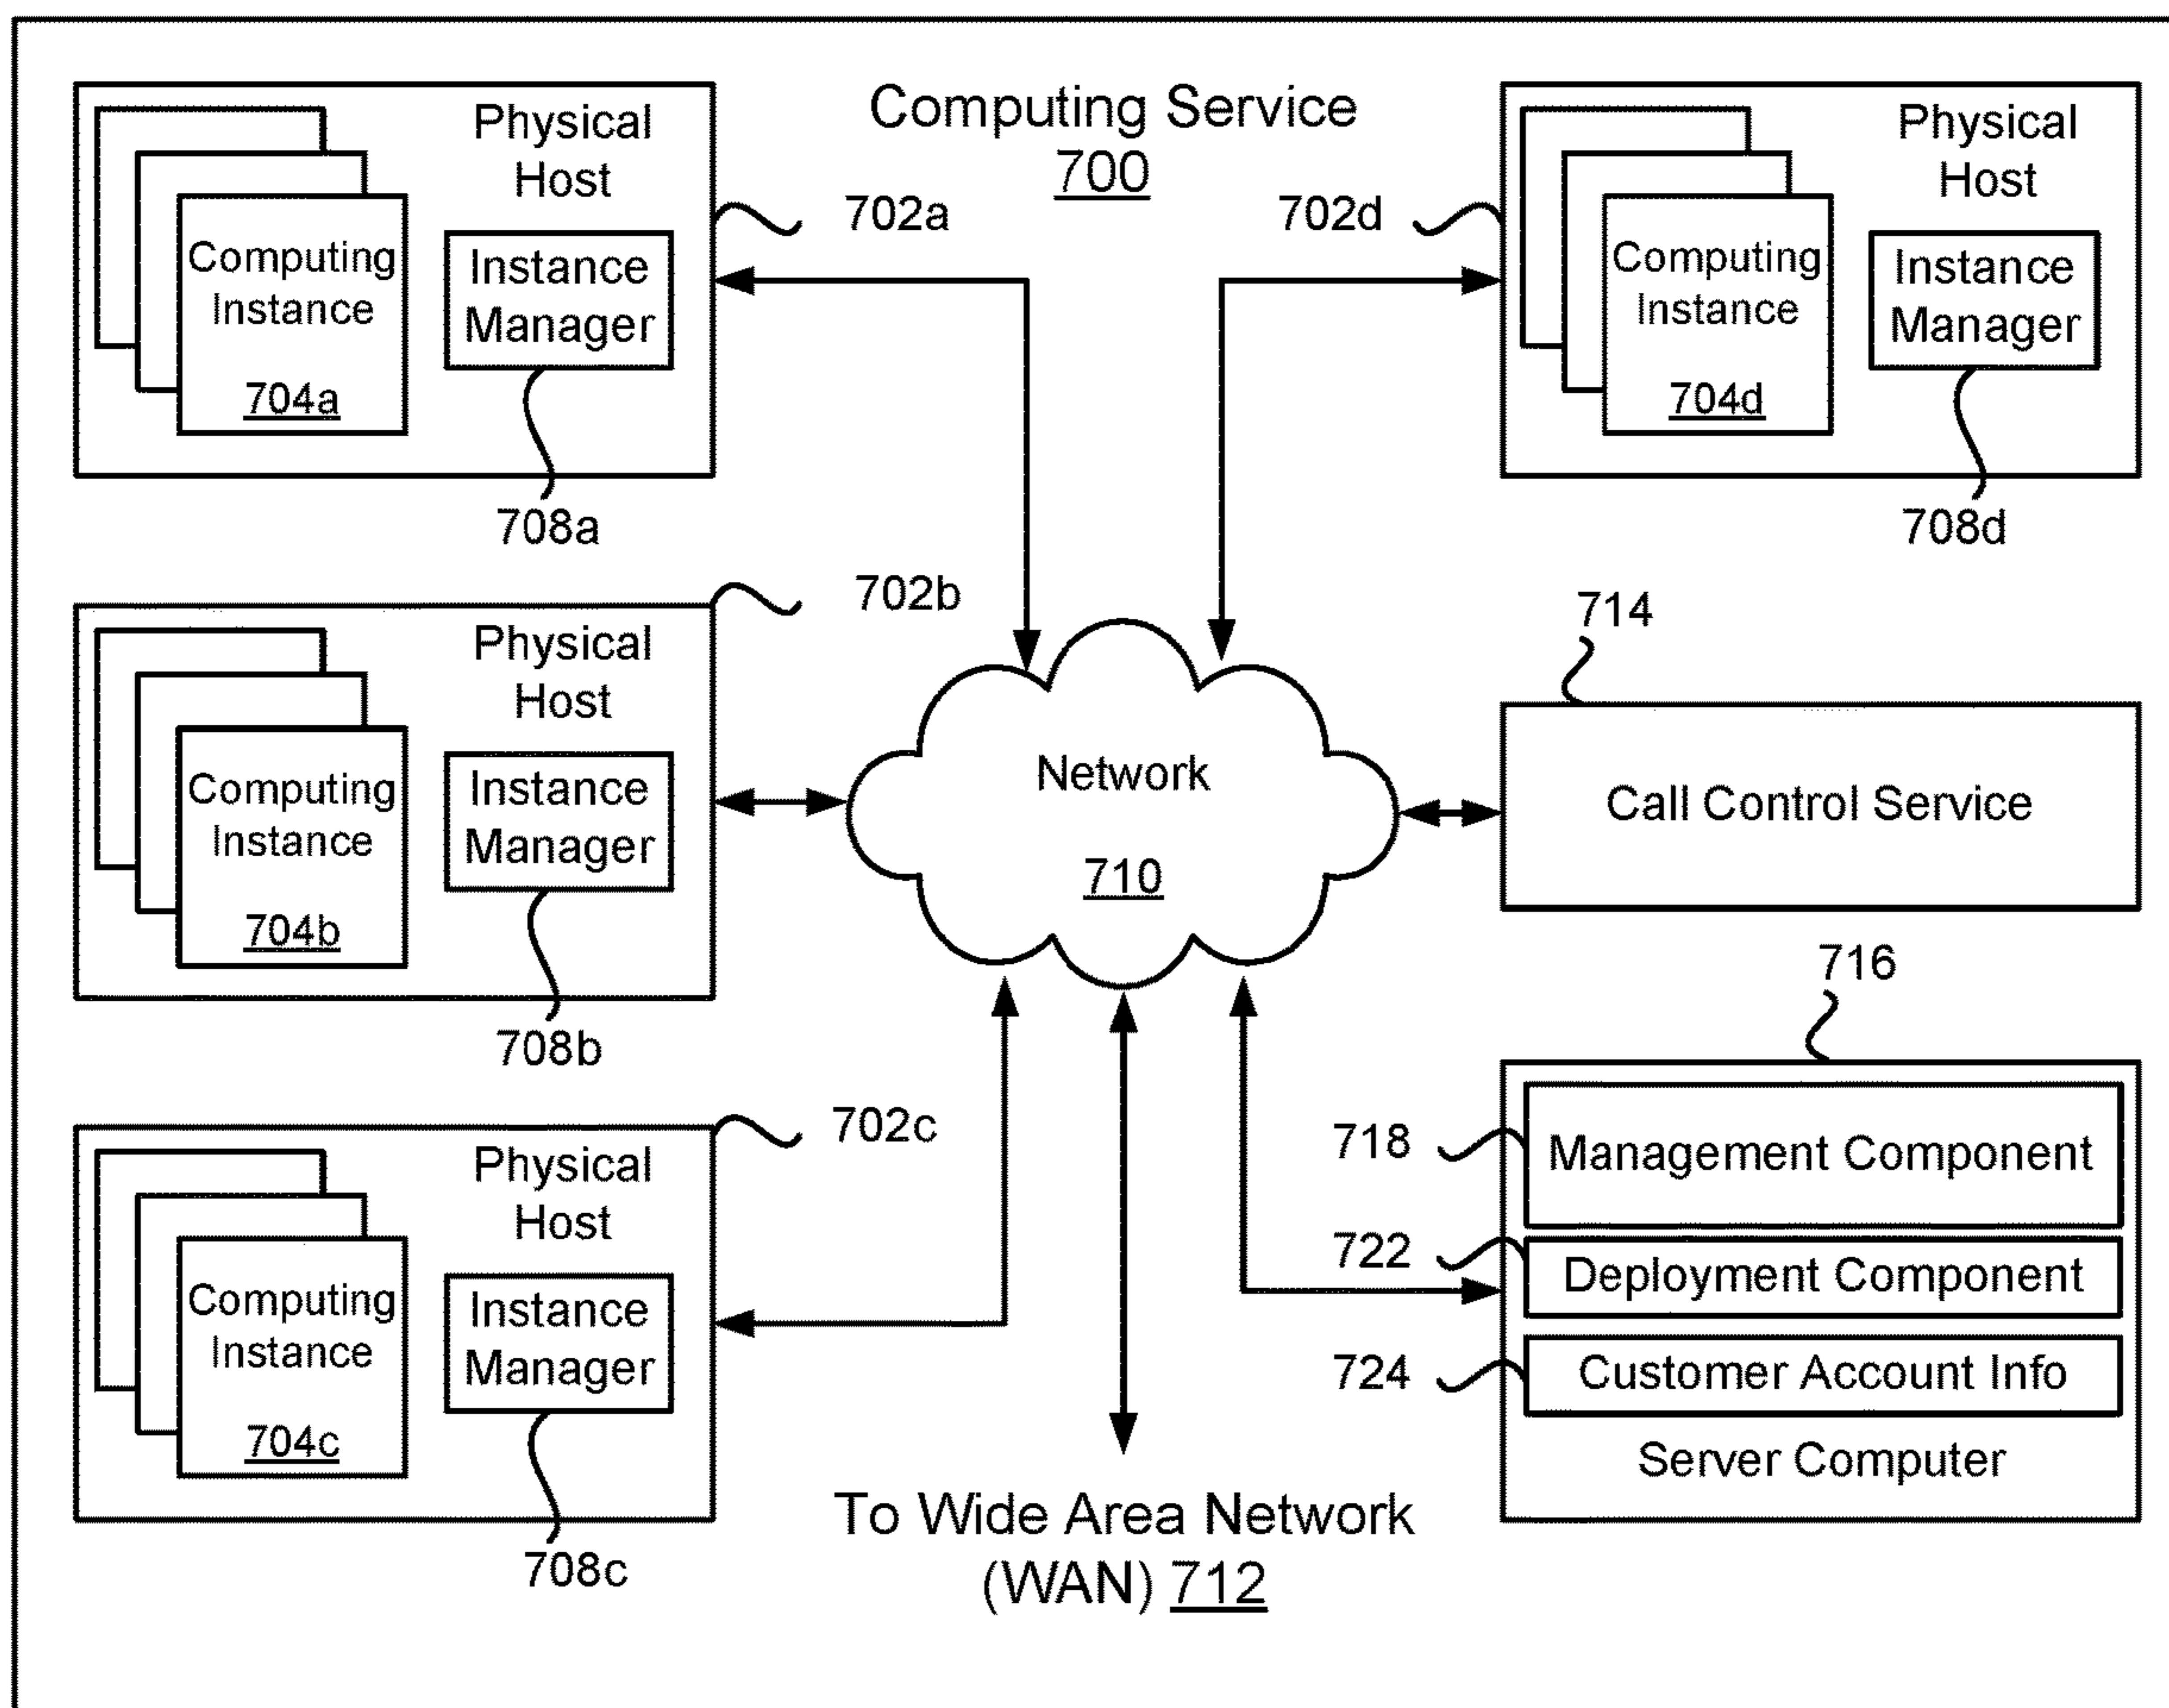 Computing Service
700
Physical
Host
702a
Computing
Instance
704a
Instance
Manager
708a
Physical
Host
702d
Computing
Instance
704d
Instance
Manager
708d
Physical
Host
702b
Computing
Instance
704b
Instance
Manager
708b
Network
710
714
Call Control Service
Physical
Host
702c
Computing
Instance
704c
Instance
Manager
708c
716
718
Management Component
722
Deployment Component
724
Customer Account Info
Server Computer
To Wide Area Network
(WAN) 712